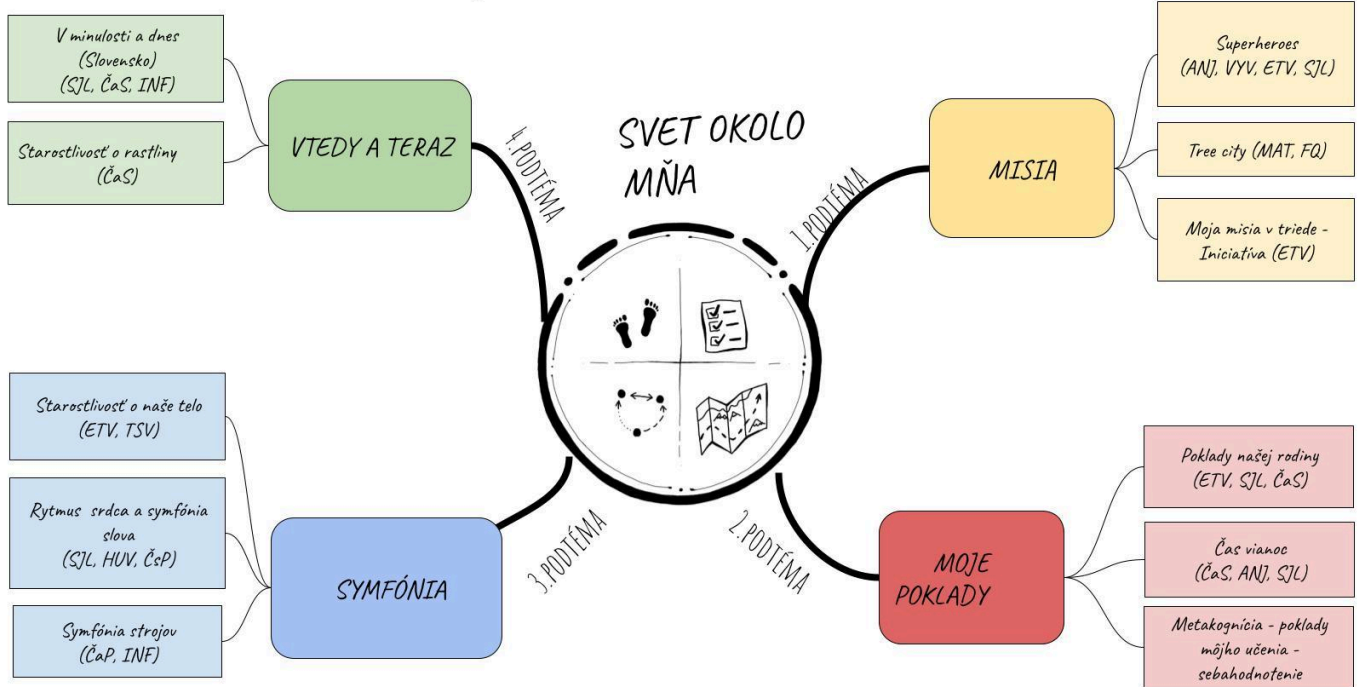 SVET OKOLO
MŇA
1.PODTÉMA
MISIA
Superheroes
(ANJ, VYV, ETV, SJL)
Tree city (MAT, FQ)
Moja misia v triede -
Iniciatíva (ETV)
2.PODTÉMA
MOJE
POKLADY
Poklady našej rodiny
(ETV, SJL, ČaS)
Čas vianoc
(ČaS, ANJ, SJL)
Metakognícia - poklady
môjho učenia -
sebahodnotenie
3.PODTÉMA
SYMFÓNIA
Starostlivosť o naše telo
(ETV, TSV)
Rytmus srdca a symfónia
slova
(SJL, HUV, ČsP)
Symfónia strojov
(ČaP, INF)
4.PODTÉMA
VTEDY A TERAZ
V minulosti a dnes
(Slovensko)
(SJL, ČaS, INF)
Starostlivosť o rastliny
(ČaS)